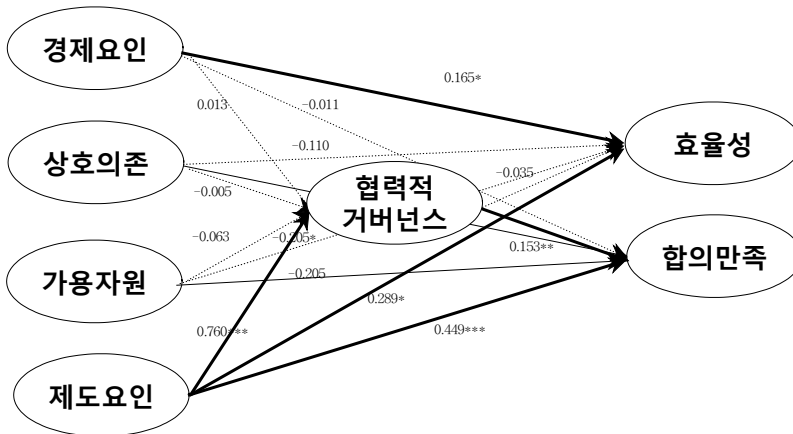 경제요인
0.165*
0.013
-0.011
효율성
상호의존
-0.110
-0.035
협력적
거버넌스
-0.005
-0.063
-0.205*
0.153**
합의만족
가용자원
-0.205
0.289*
0.760***
0.449***
제도요인